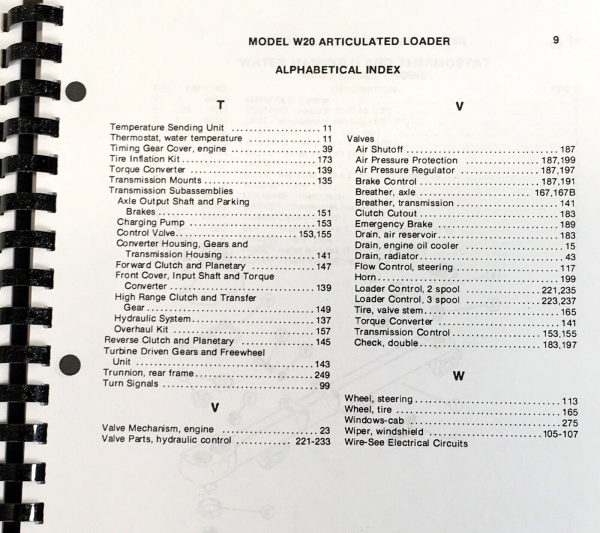 MODEL W20 ARTICULATED LOADER 9
ALPHABETICAL INDEX
T
Temperature Sending Unit .................... 11
Thermostat, water temperature ................ 11
Timing Gear Cover, engine .................... 39
Tire Inflation Kit ........................... 173
Torque Converter ............................ 139
Transmission Mounts ......................... 135
Transmission Subassemblies
Axle Output Shaft and Parking
Brakes ................................. 151
Charging Pump .......................... 153
Control Valve ........................ 153,155
Converter Housing, Gears and
Transmission Housing ................... 141
Forward Clutch and Planetary ............ 147
Front Cover, Input Shaft and Torque
Converter .............................. 139
High Range Clutch and Transfer
Gear ................................... 149
Hydraulic System ........................ 137
Overhaul Kit ............................ 157
Reverse Clutch and Planetary ............... 145
Turbine Driven Gears and Freewheel
Unit ...................................... 143
Trunnion, rear frame ....................... 249
Turn Signals ................................ 99
V
Valve Mechanism, engine ..................... 23
Valve Parts, hydraulic control ........... 221-233
V
Valves
Air Shutoff ............................. 187
Air Pressure Protection .............. 187,199
Air Pressure Regulator ............... 187,197
Brake Control ........................ 187,191
Breather, axle ...................... 167,167B
Breather, transmission .................. 141
Clutch Cutout ........................... 183
Emergency Brake ......................... 189
Drain, air reservoir .................... 183
Drain, engine oil cooler ................. 15
Drain, radiator .......................... 43
Flow Control, steering .................. 117
Horn .................................... 199
Loader Control, 2 spool .............. 221,235
Loader Control, 3 spool .............. 223,237
Tire, valve stem ........................ 165
Torque Converter ........................ 141
Transmission Control ................. 153,155
Check, double ........................ 183,197
W
Wheel, steering ............................ 113
Wheel, tire ................................ 165
Windows-cab ................................ 275
Wiper, windshield ...................... 105-107
Wire-See Electrical Circuits